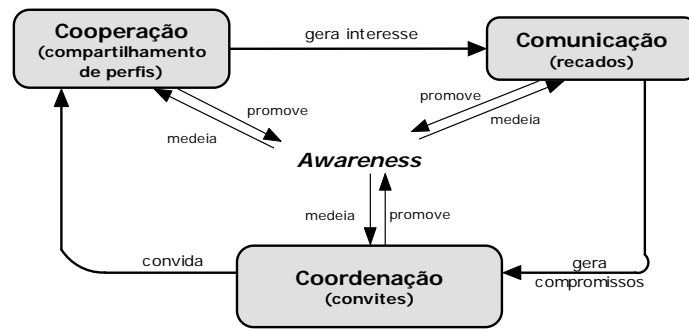 Cooperação
(compartilhamento
de perfis)
gera interesse
Comunicação
(recados)
promove
medeia
promove
medeia
Awareness
medeia
promove
convida
Coordenação
(convites)
gera
compromissos